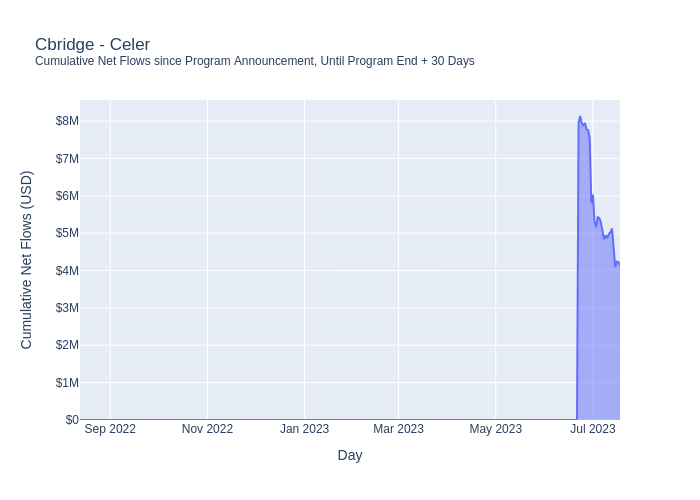 Cbridge - Celer
Cumulative Net Flows since Program Announcement, Until Program End + 30 Days
Cumulative Net Flows (USD)
$8M
$7M
$6M
$5M
$4M
$3M
$2M
$1M
$0
Sep 2022 Nov 2022 Jan 2023 Mar 2023 May 2023 Jul 2023
Day